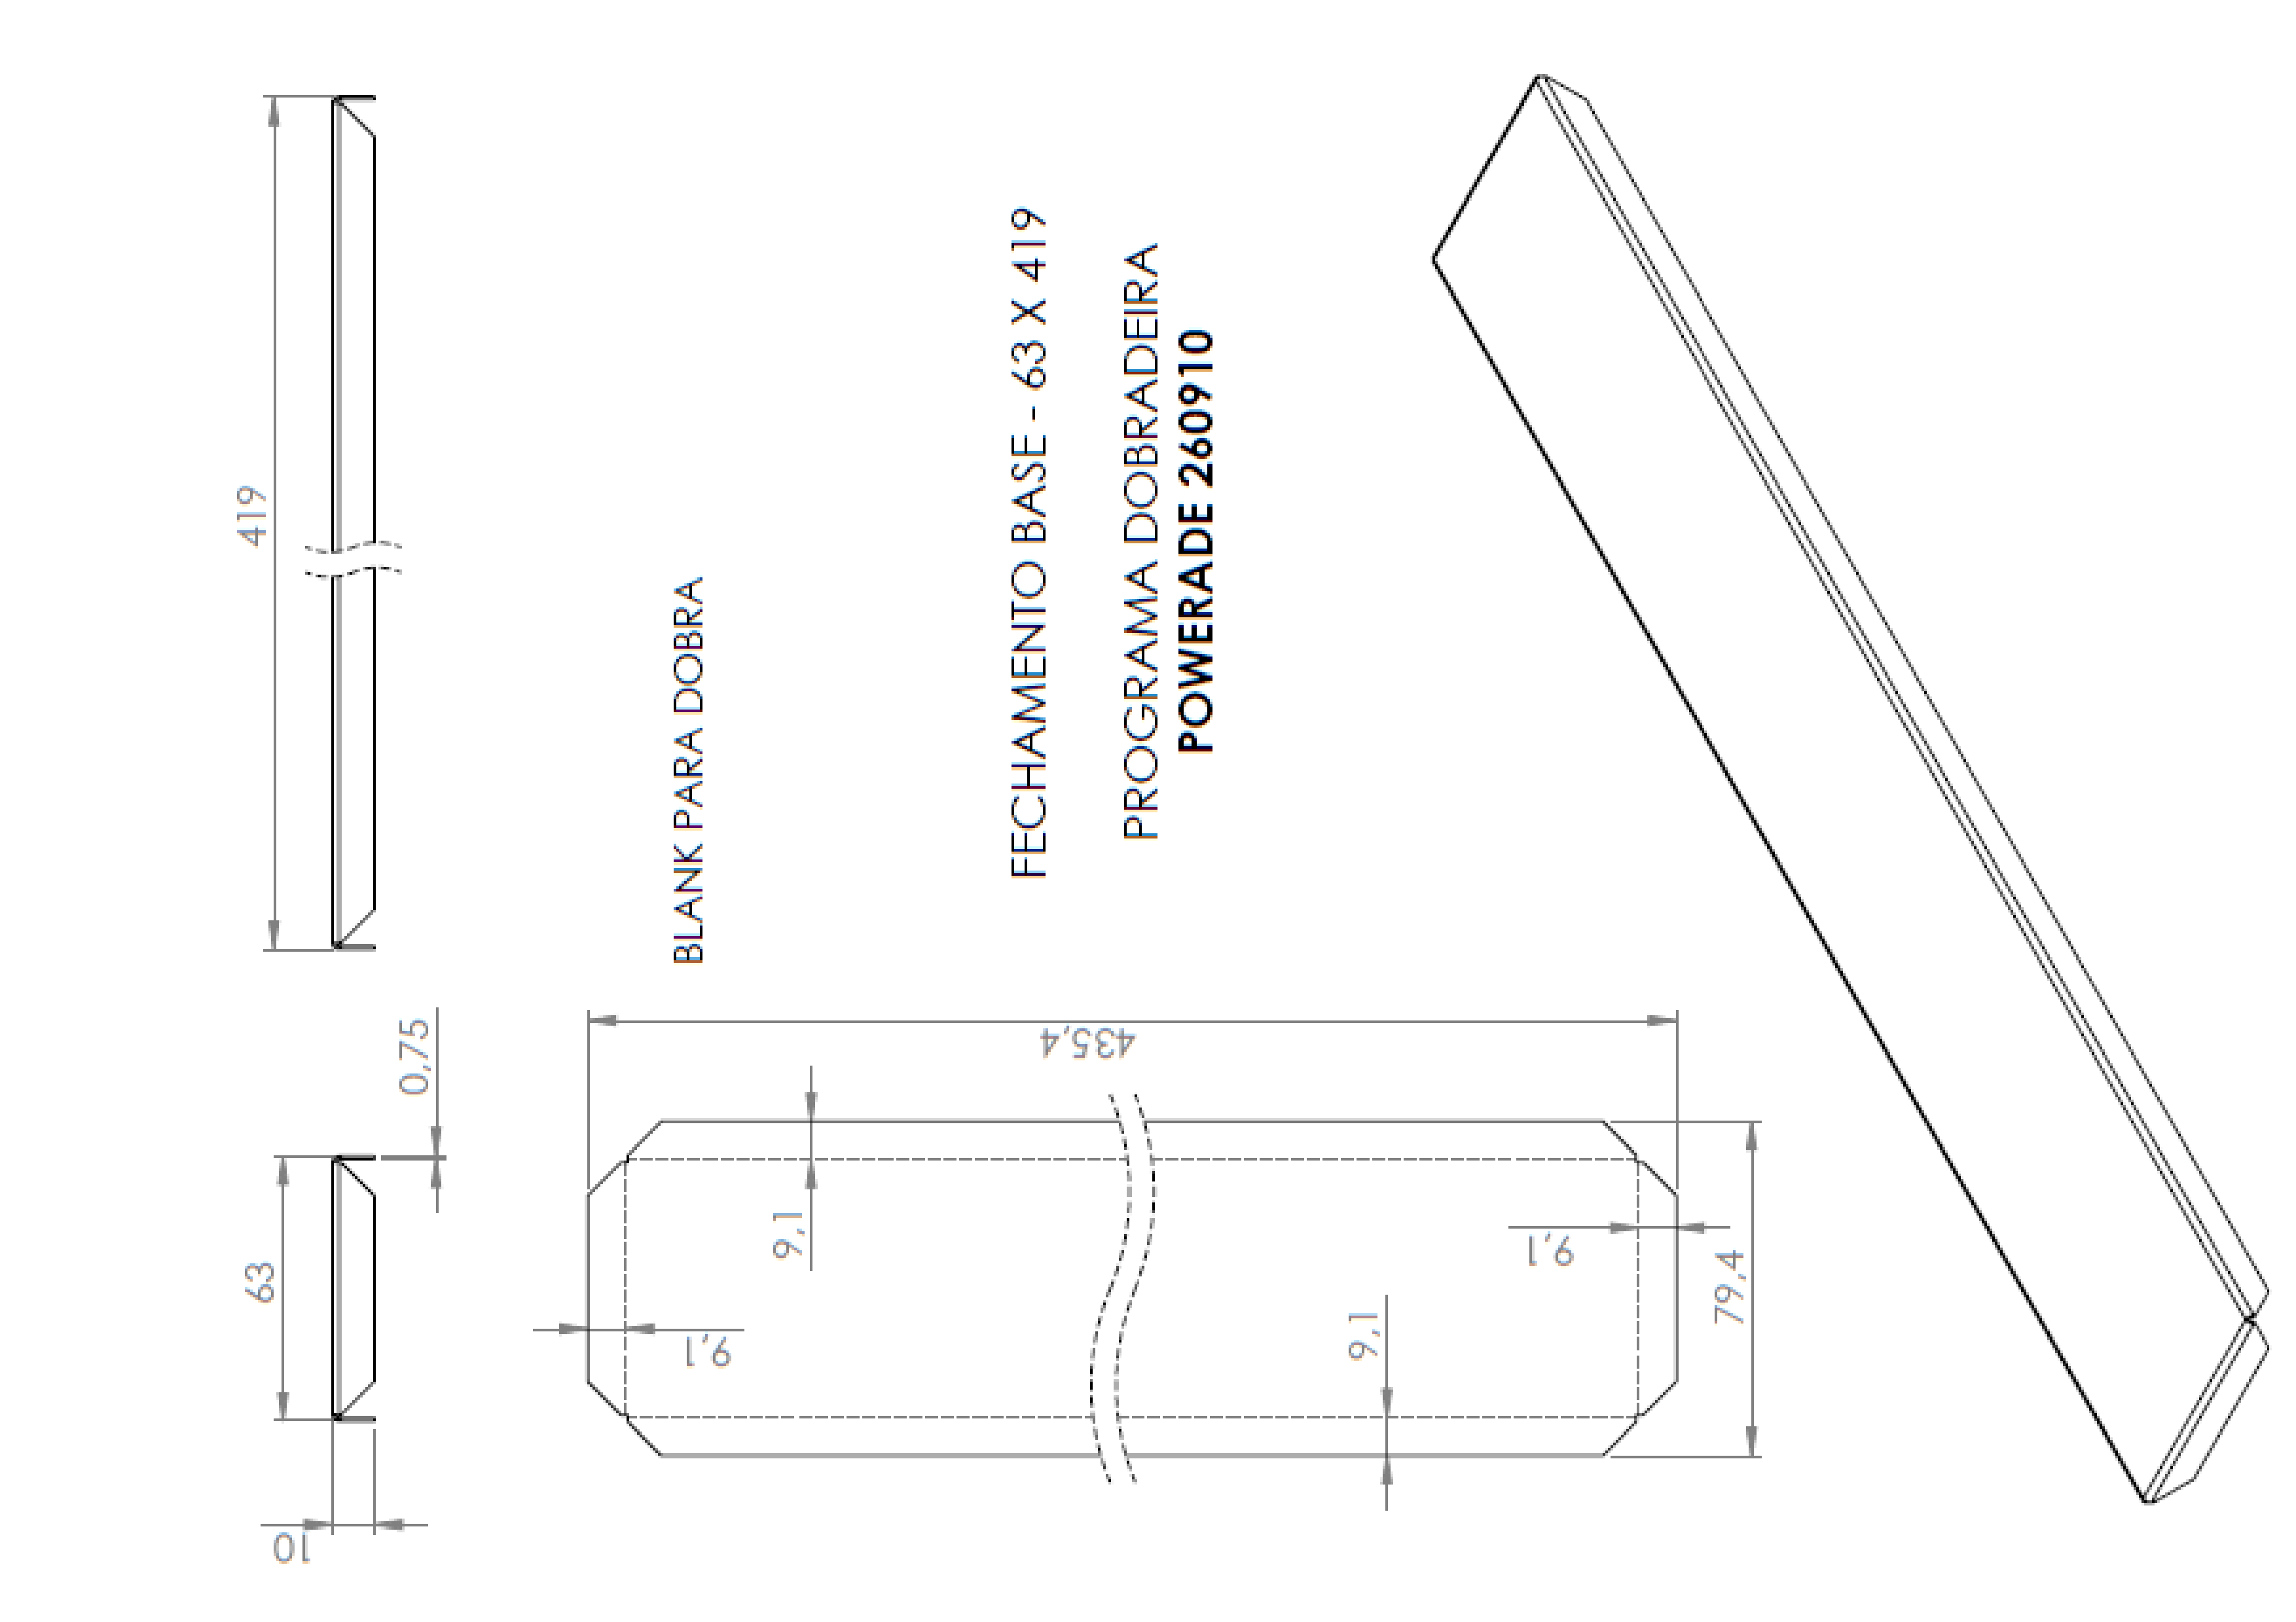 419
0,75
63
10
BLANK PARA DOBRA
435,4
9,1
9,1
9,1
9,1
79,4
FECHAMENTO BASE - 63 X 419
PROGRAMA DOBRADEIRA
POWERADE 260910